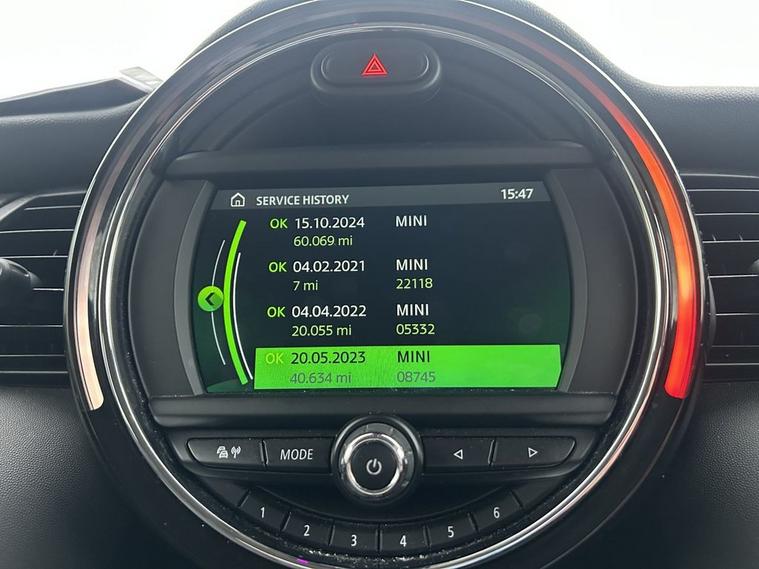 SERVICE HISTORY 15:47
OK 15.10.2024 MINI
60.069 mi
OK 04.02.2021 MINI
7 mi 22118
OK 04.04.2022 MINI
20.055 mi 05332
OK 20.05.2023 MINI
40.634 mi 08745
MODE
1 2 3 4 5 6